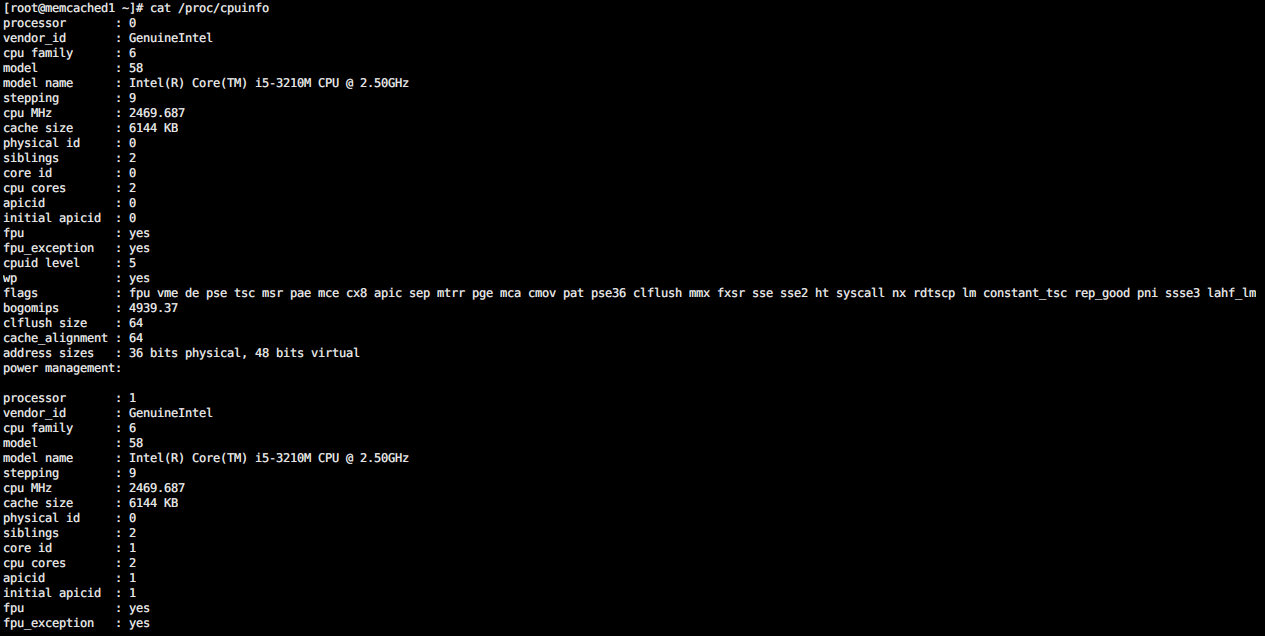 [root@memcached1 ~]# cat /proc/cpuinfo
processor       : 0
vendor_id       : GenuineIntel
cpu family      : 6
model           : 58
model name      : Intel(R) Core(TM) i5-3210M CPU @ 2.50GHz
stepping        : 9
cpu MHz         : 2469.687
cache size      : 6144 KB
physical id     : 0
siblings        : 2
core id         : 0
cpu cores       : 2
apicid          : 0
initial apicid  : 0
fpu             : yes
fpu_exception   : yes
cpuid level     : 5
wp              : yes
flags           : fpu vme de pse tsc msr pae mce cx8 apic sep mtrr pge mca cmov pat pse36 clflush mmx fxsr sse sse2 ht syscall nx rdtscp lm constant_tsc rep_good pni ssse3 lahf_lm
bogomips        : 4939.37
clflush size    : 64
cache_alignment : 64
address sizes   : 36 bits physical, 48 bits virtual
power management:

processor       : 1
vendor_id       : GenuineIntel
cpu family      : 6
model           : 58
model name      : Intel(R) Core(TM) i5-3210M CPU @ 2.50GHz
stepping        : 9
cpu MHz         : 2469.687
cache size      : 6144 KB
physical id     : 0
siblings        : 2
core id         : 1
cpu cores       : 2
apicid          : 1
initial apicid  : 1
fpu             : yes
fpu_exception   : yes